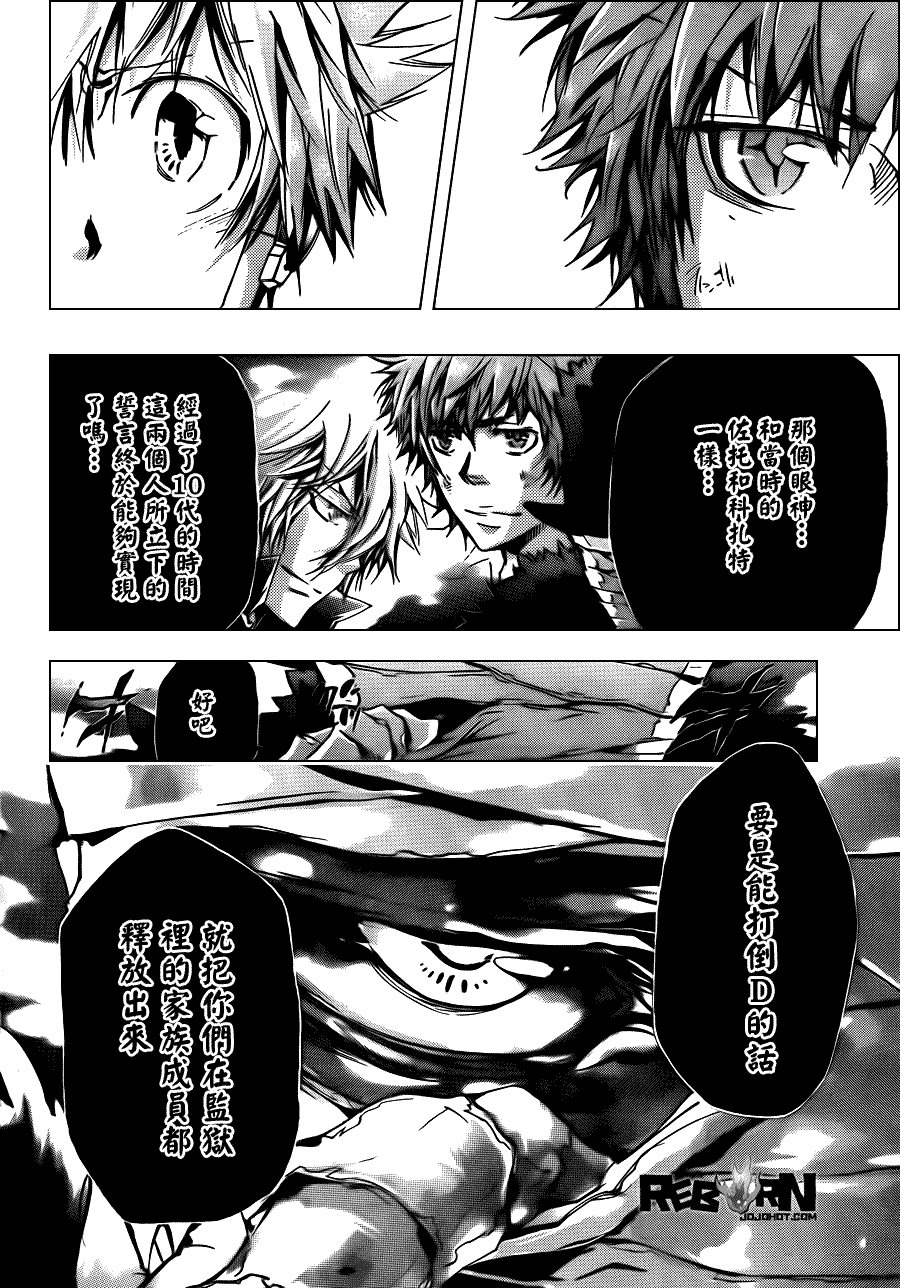 那個眼神…
和當時的
佐托和科扎特
一樣…
經過了10代的時間
這兩個人所立下的
誓言終於能夠實現
了嗎…
好吧
要是能打倒D的話
就把你們在監獄
裡的家族成員都
釋放出來
REBORN
JOJOHOT.COM